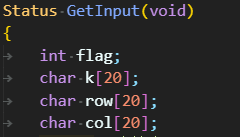 Status GetInput(void)
{
int flag;
char k[20];
char row[20];
char col[20];